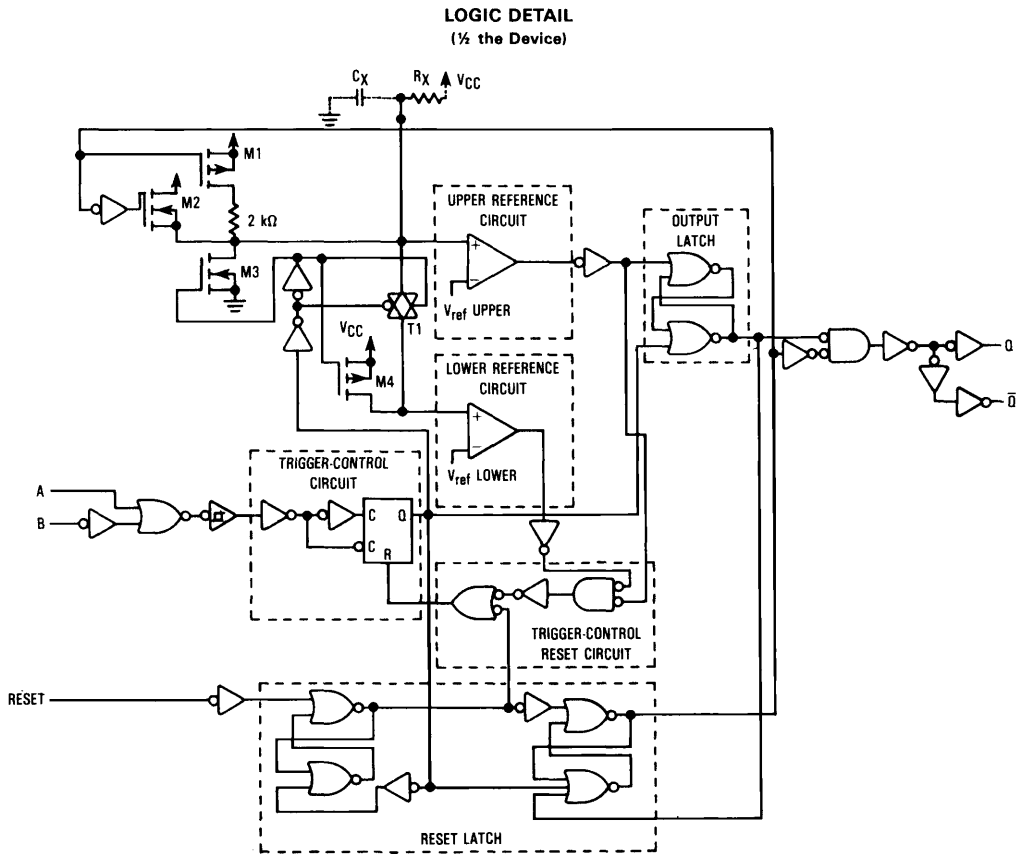 LOGIC DETAIL
(½ the Device)
CX
RX
VCC
M1
M2
2 kΩ
M3
UPPER REFERENCE
CIRCUIT
+
−
Vref UPPER
OUTPUT
LATCH
T1
VCC
M4
LOWER REFERENCE
CIRCUIT
+
−
Vref LOWER
Q
Q̅
TRIGGER-CONTROL
CIRCUIT
A
B
C
Q
C
R
TRIGGER-CONTROL
RESET CIRCUIT
RESET
RESET LATCH